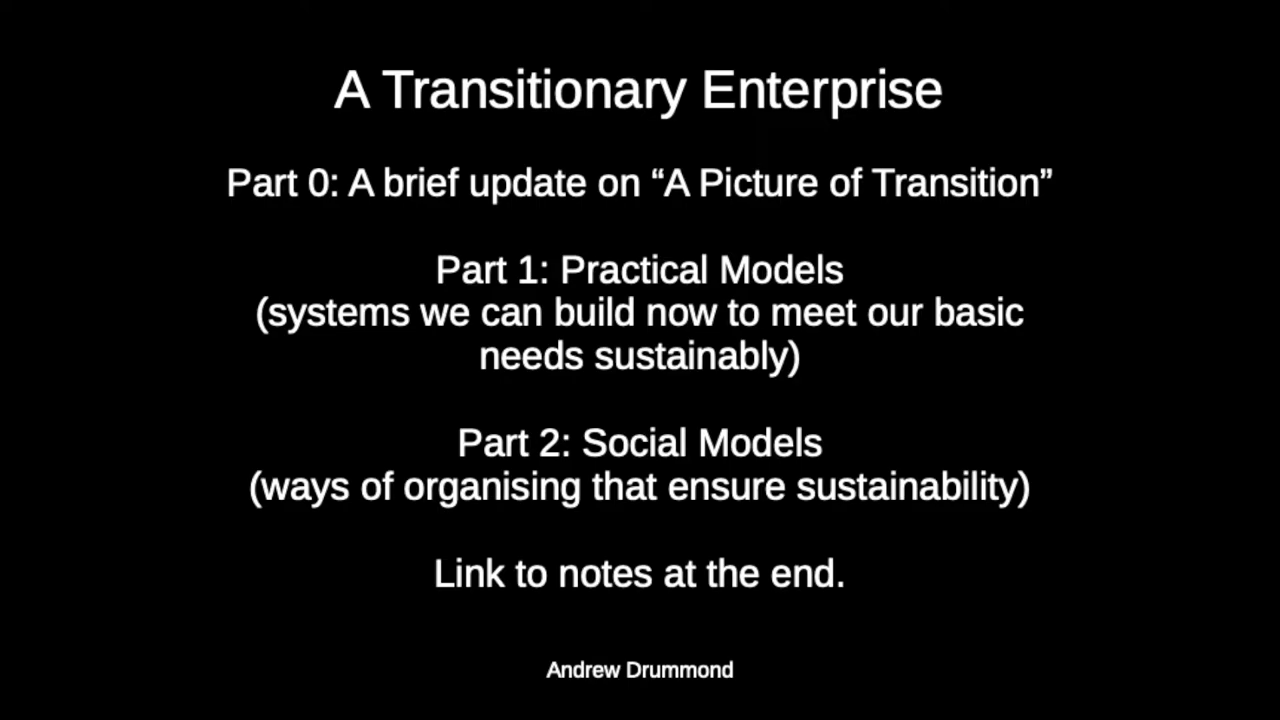 A Transitionary Enterprise
Part 0: A brief update on “A Picture of Transition”
Part 1: Practical Models
(systems we can build now to meet our basic
needs sustainably)
Part 2: Social Models
(ways of organising that ensure sustainability)
Link to notes at the end.
Andrew Drummond